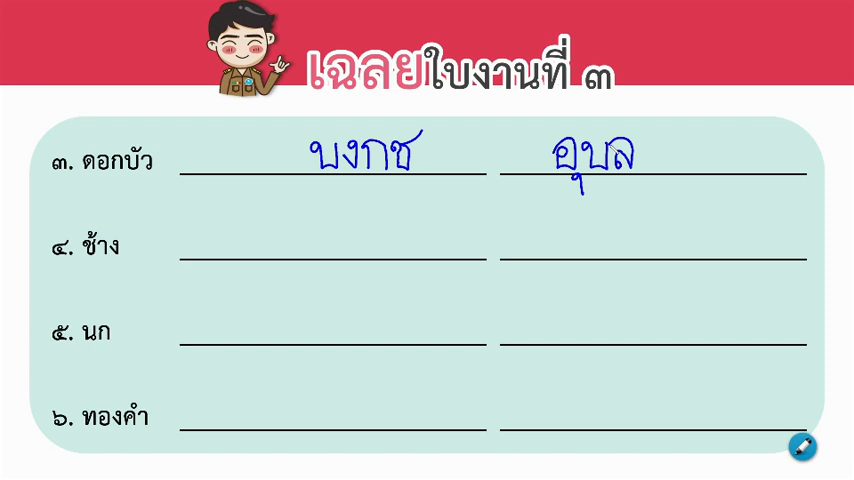 เฉลยใบงานที่ ๓
๓. ดอกบัว บงกช อุบล
๔. ช้าง
๕. นก
๖. ทองคำ